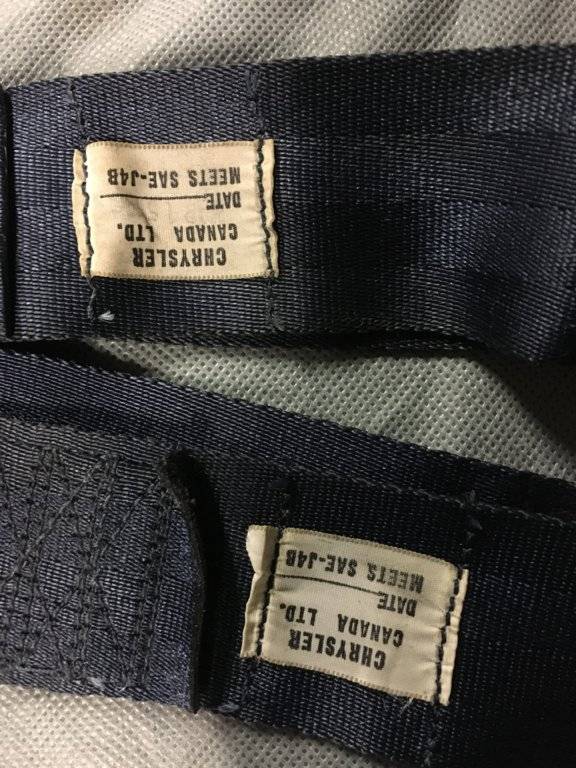 CHRYSLER
CANADA LTD.
DATE
MEETS SAE-J4B
CHRYSLER
CANADA LTD.
DATE
MEETS SAE-J4B